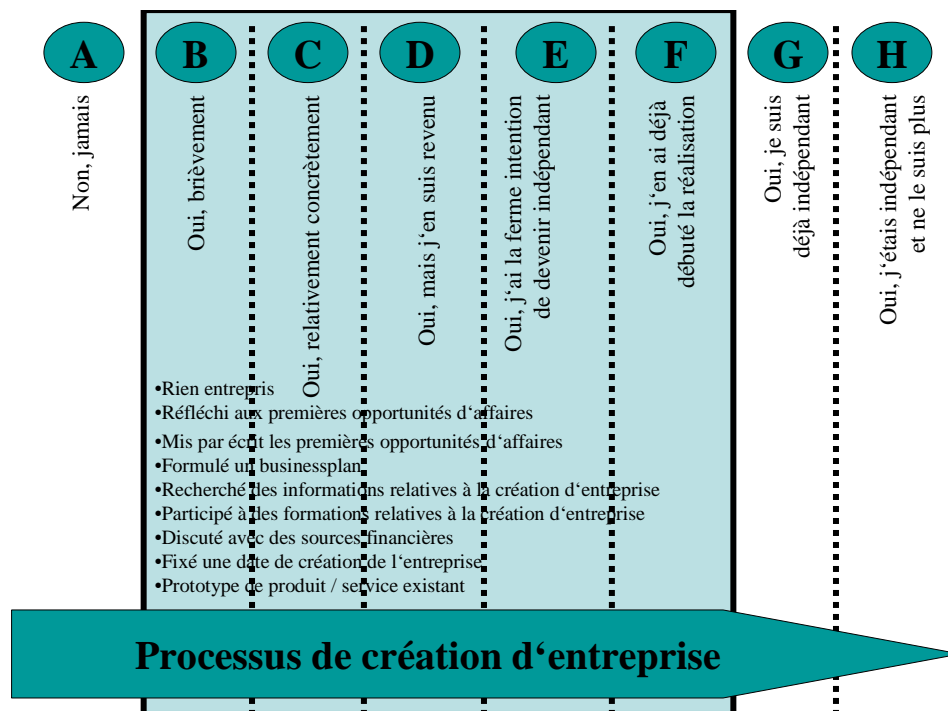 A
B
C
D
E
F
G
H
Non, jamais
Oui, brièvement
Oui, relativement concrètement
Oui, mais j‘en suis revenu
Oui, j‘ai la ferme intention
de devenir indépendant
Oui, j‘en ai déjà
débuté la réalisation
Oui, je suis
déjà indépendant
Oui, j‘étais indépendant
et ne le suis plus
•Rien entrepris
•Réfléchi aux premières opportunités d‘affaires
•Mis par écrit les premières opportunités d‘affaires
•Formulé un businessplan
•Recherché des informations relatives à la création d‘entreprise
•Participé à des formations relatives à la création d‘entreprise
•Discuté avec des sources financières
•Fixé une date de création de l‘entreprise
•Prototype de produit / service existant
Processus de création d‘entreprise